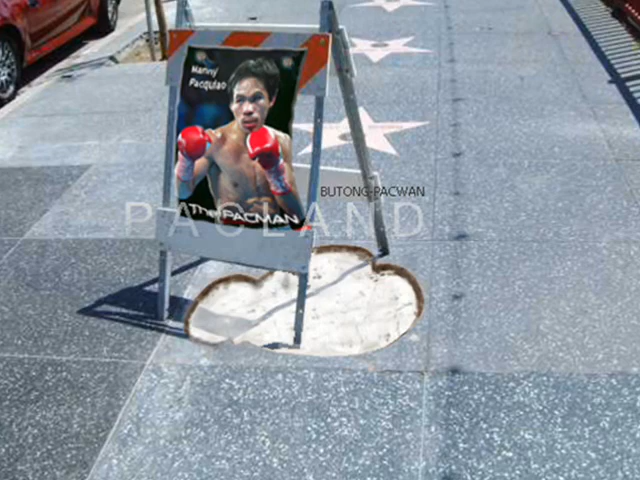 Manny
Pacquiao
The PACMAN
BUTONG-PACWAN
PACLAND